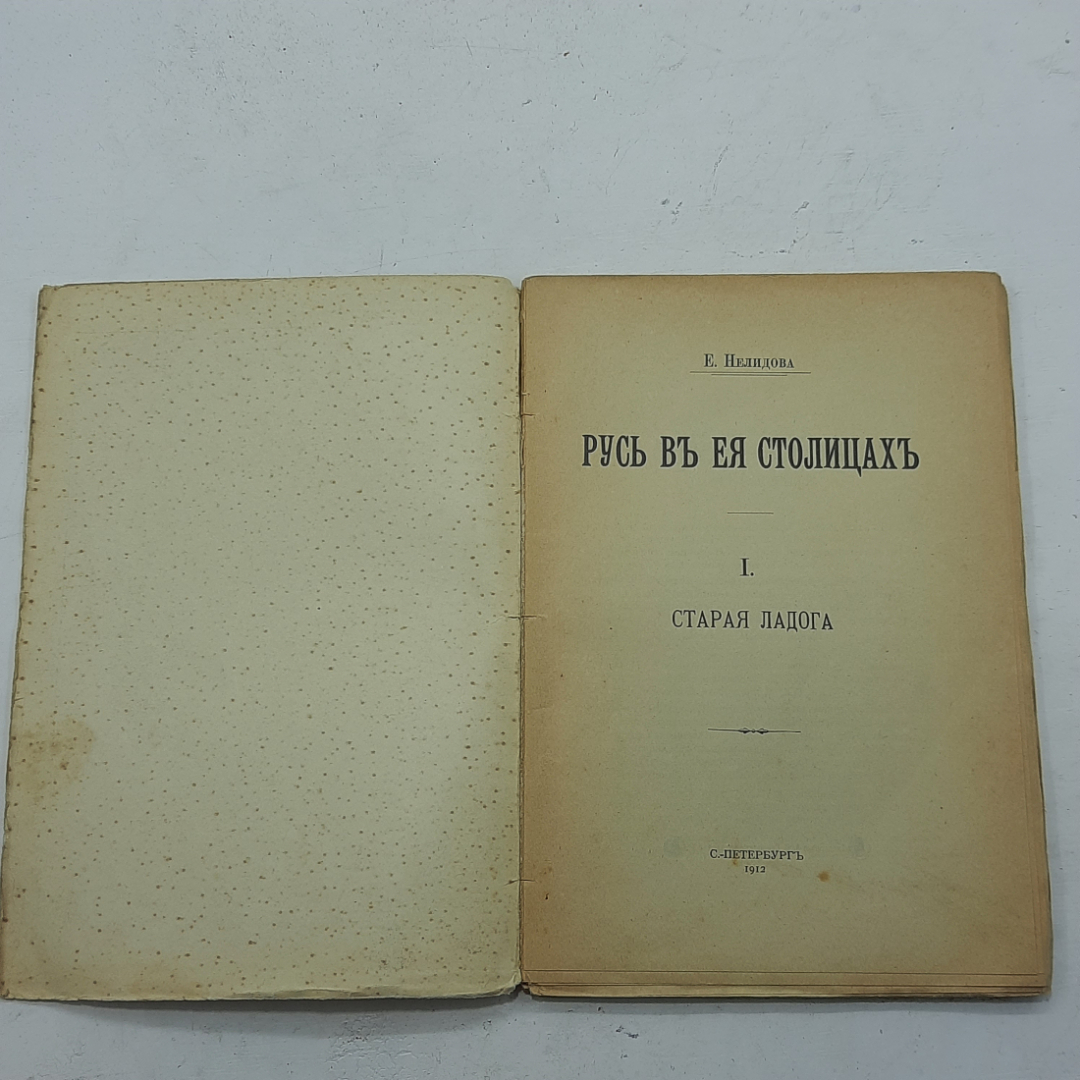 Е. Нелидова
РУСЬ ВЪ ЕЯ СТОЛИЦАХЪ
I.
СТАРАЯ ЛАДОГА
С.-ПЕТЕРБУРГЪ
1912